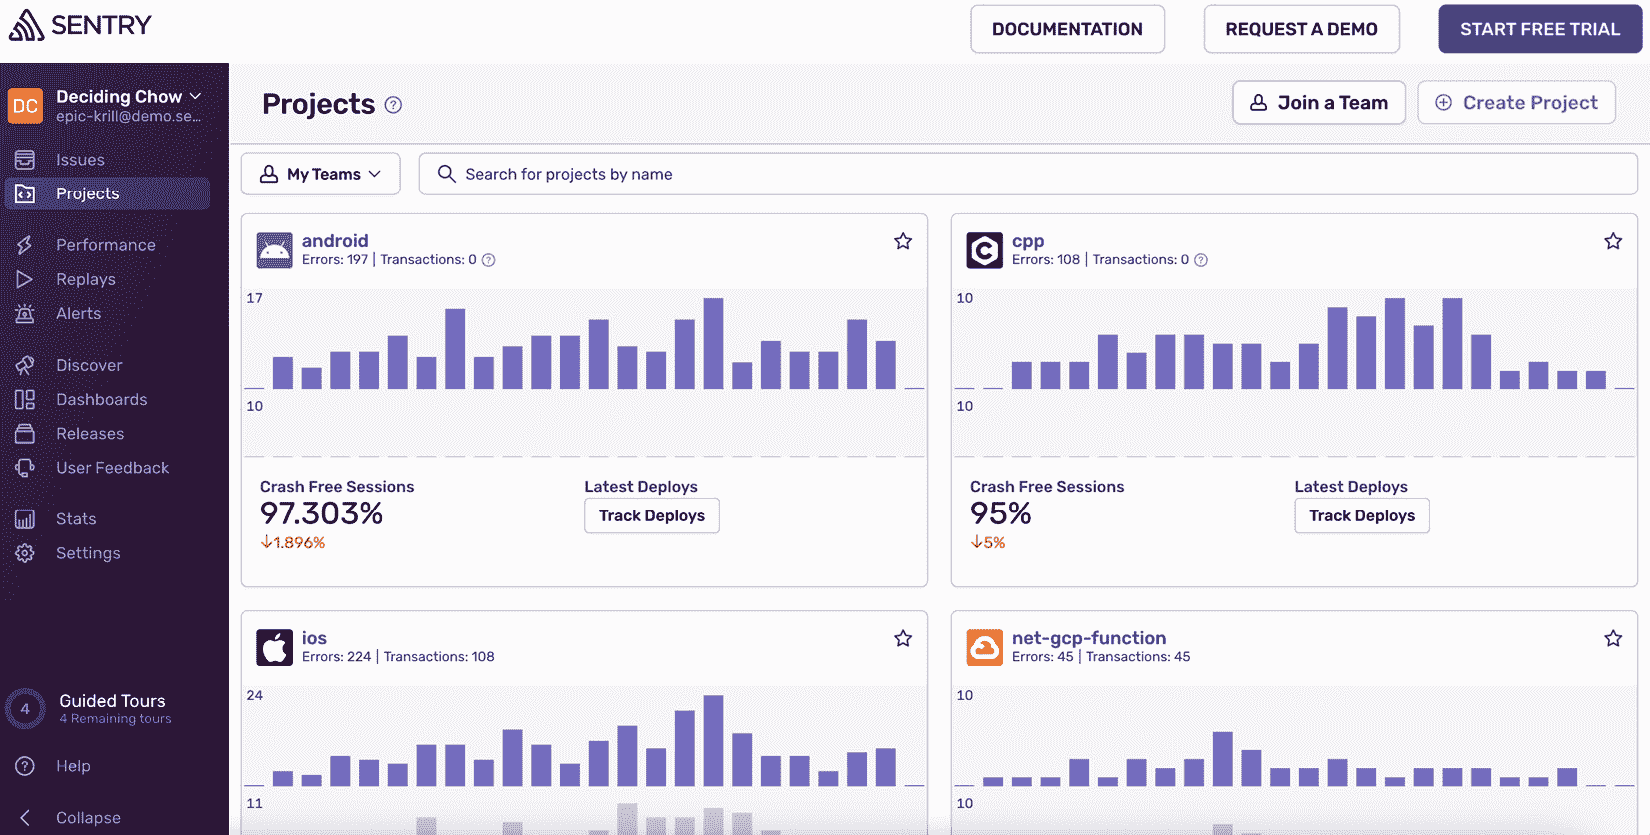 SENTRY
DOCUMENTATION
REQUEST A DEMO
START FREE TRIAL
DC
Deciding Chow
epic-krill@demo.se...
Issues
Projects
Performance
Replays
Alerts
Discover
Dashboards
Releases
User Feedback
Stats
Settings
4
Guided Tours
4 Remaining tours
? Help
Collapse
Projects ?
Join a Team
Create Project
My Teams
Search for projects by name
android
Errors: 197 | Transactions: 0 ?
17
10
Crash Free Sessions
97.303%
↓1.896%
Latest Deploys
Track Deploys
C
cpp
Errors: 108 | Transactions: 0 ?
10
10
Crash Free Sessions
95%
↓5%
Latest Deploys
Track Deploys
ios
Errors: 224 | Transactions: 108
24
11
net-gcp-function
Errors: 45 | Transactions: 45
10
10